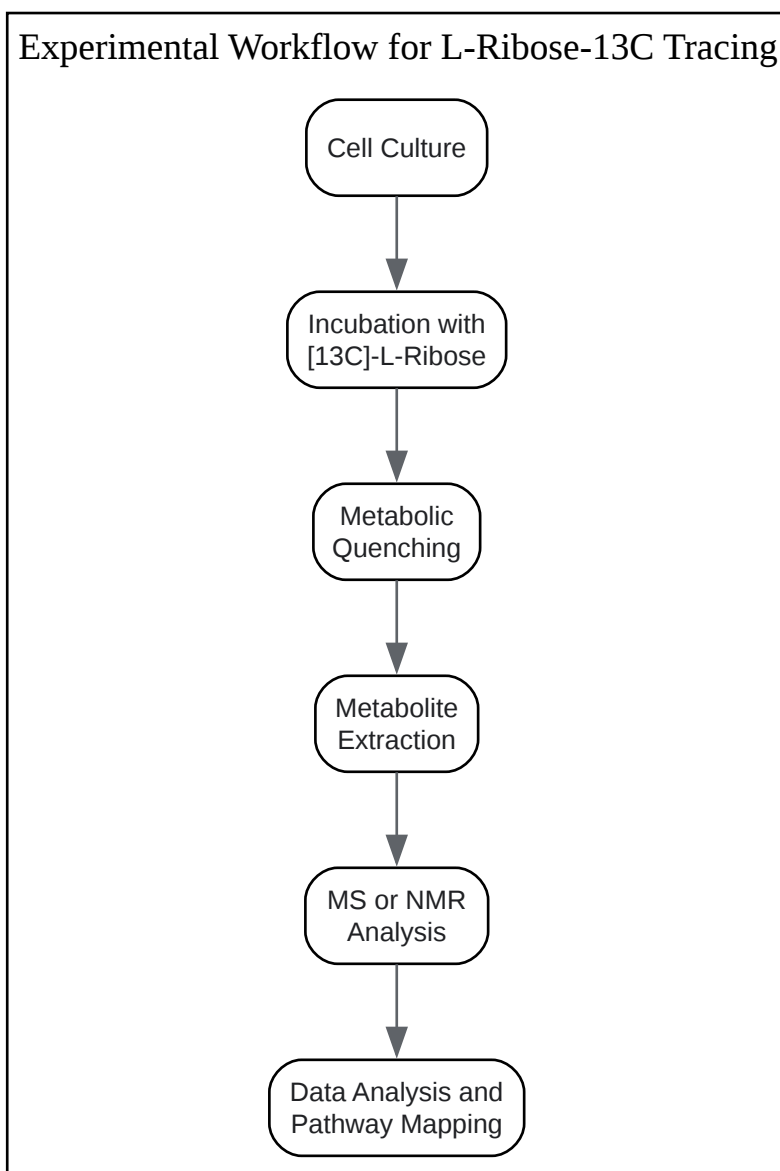 Experimental Workflow for L-Ribose-13C Tracing
Cell Culture
Incubation with
[13C]-L-Ribose
Metabolic
Quenching
Metabolite
Extraction
MS or NMR
Analysis
Data Analysis and
Pathway Mapping